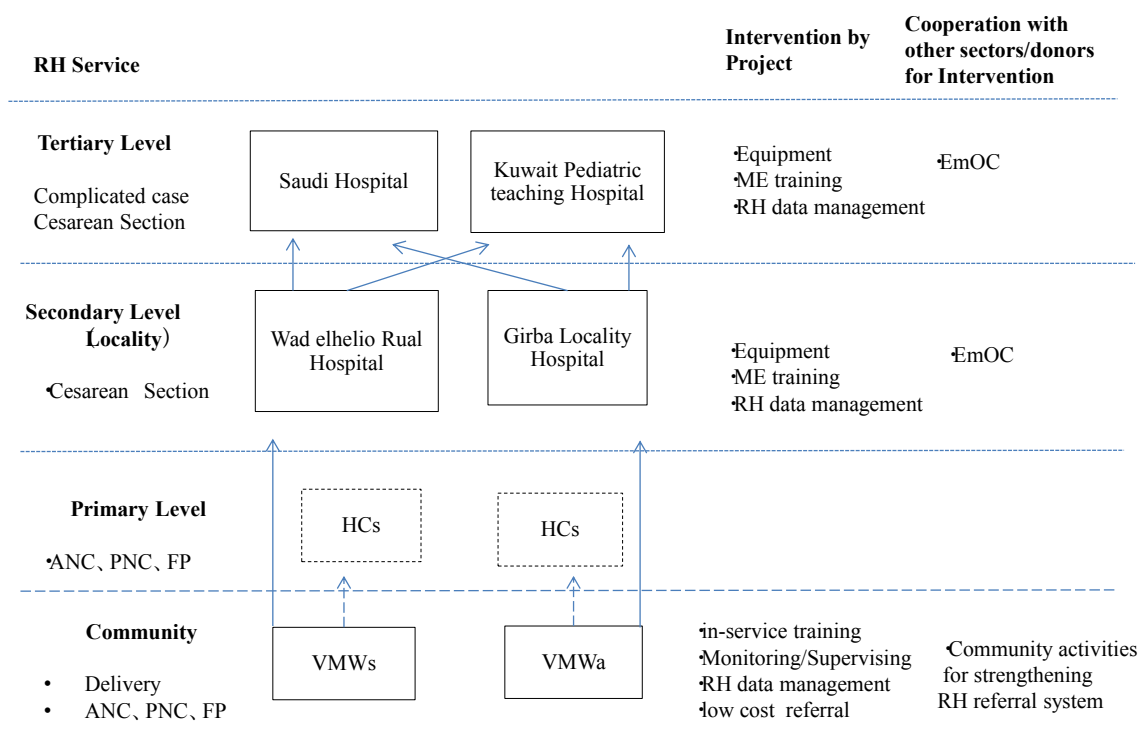 RH Service
Intervention by
Project
Cooperation with
other sectors/donors
for Intervention
Tertiary Level
Complicated case
Cesarean Section
Saudi Hospital
Kuwait Pediatric
teaching Hospital
·Equipment
·ME training
·RH data management
·EmOC
Secondary Level
(Locality)
·Cesarean Section
Wad elhelio Rual
Hospital
Girba Locality
Hospital
·Equipment
·ME training
·RH data management
·EmOC
Primary Level
·ANC、PNC、FP
HCs
HCs
Community
• Delivery
• ANC、PNC、FP
VMWs
VMWa
·in-service training
·Monitoring/Supervising
·RH data management
·low cost referral
·Community activities
for strengthening
RH referral system